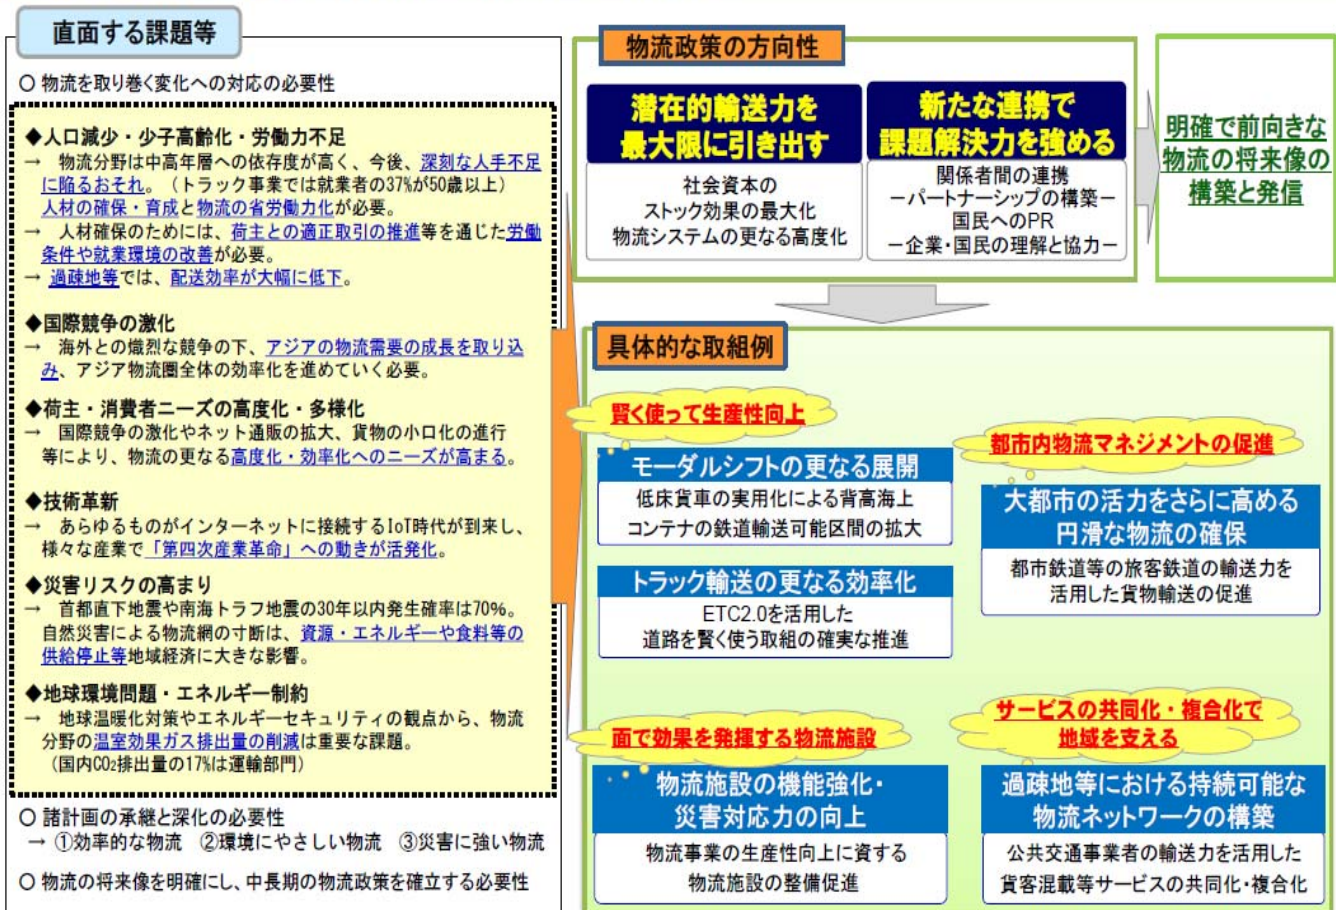 直面する課題等
○ 物流を取り巻く変化への対応の必要性
◆人口減少・少子高齢化・労働力不足
→ 物流分野は中高年層への依存度が高く、今後、深刻な人手不足
に陥るおそれ。（トラック事業では就業者の37%が50歳以上）
人材の確保・育成と物流の省労働力化が必要。
→ 人材確保のためには、荷主との適正取引の推進等を通じた労働
条件や就業環境の改善が必要。
→ 過疎地等では、配送効率が大幅に低下。
◆国際競争の激化
→ 海外との熾烈な競争の下、アジアの物流需要の成長を取り込
み、アジア物流圏全体の効率化を進めていく必要。
◆荷主・消費者ニーズの高度化・多様化
→ 国際競争の激化やネット通販の拡大、貨物の小口化の進行
等により、物流の更なる高度化・効率化へのニーズが高まる。
◆技術革新
→ あらゆるものがインターネットに接続するIoT時代が到来し、
様々な産業で「第四次産業革命」への動きが活発化。
◆災害リスクの高まり
→ 首都直下地震や南海トラフ地震の30年以内発生確率は70%。
自然災害による物流網の寸断は、資源・エネルギーや食料等の
供給停止等地域経済に大きな影響。
◆地球環境問題・エネルギー制約
→ 地球温暖化対策やエネルギーセキュリティの観点から、物流
分野の温室効果ガス排出量の削減は重要な課題。
（国内CO₂排出量の17%は運輸部門）
○ 諸計画の承継と深化の必要性
→ ①効率的な物流 ②環境にやさしい物流 ③災害に強い物流
○ 物流の将来像を明確にし、中長期の物流政策を確立する必要性
物流政策の方向性
潜在的輸送力を
最大限に引き出す
社会資本の
ストック効果の最大化
物流システムの更なる高度化
新たな連携で
課題解決力を強める
関係者間の連携
－パートナーシップの構築－
国民へのPR
－企業・国民の理解と協力－
明確で前向きな
物流の将来像の
構築と発信
具体的な取組例
賢く使って生産性向上
モーダルシフトの更なる展開
低床貨車の実用化による背高海上
コンテナの鉄道輸送可能区間の拡大
トラック輸送の更なる効率化
ETC2.0を活用した
道路を賢く使う取組の確実な推進
都市内物流マネジメントの促進
大都市の活力をさらに高める
円滑な物流の確保
都市鉄道等の旅客鉄道の輸送力を
活用した貨物輸送の促進
面で効果を発揮する物流施設
物流施設の機能強化・
災害対応力の向上
物流事業の生産性向上に資する
物流施設の整備促進
サービスの共同化・複合化で
地域を支える
過疎地等における持続可能な
物流ネットワークの構築
公共交通事業者の輸送力を活用した
貨客混載等サービスの共同化・複合化